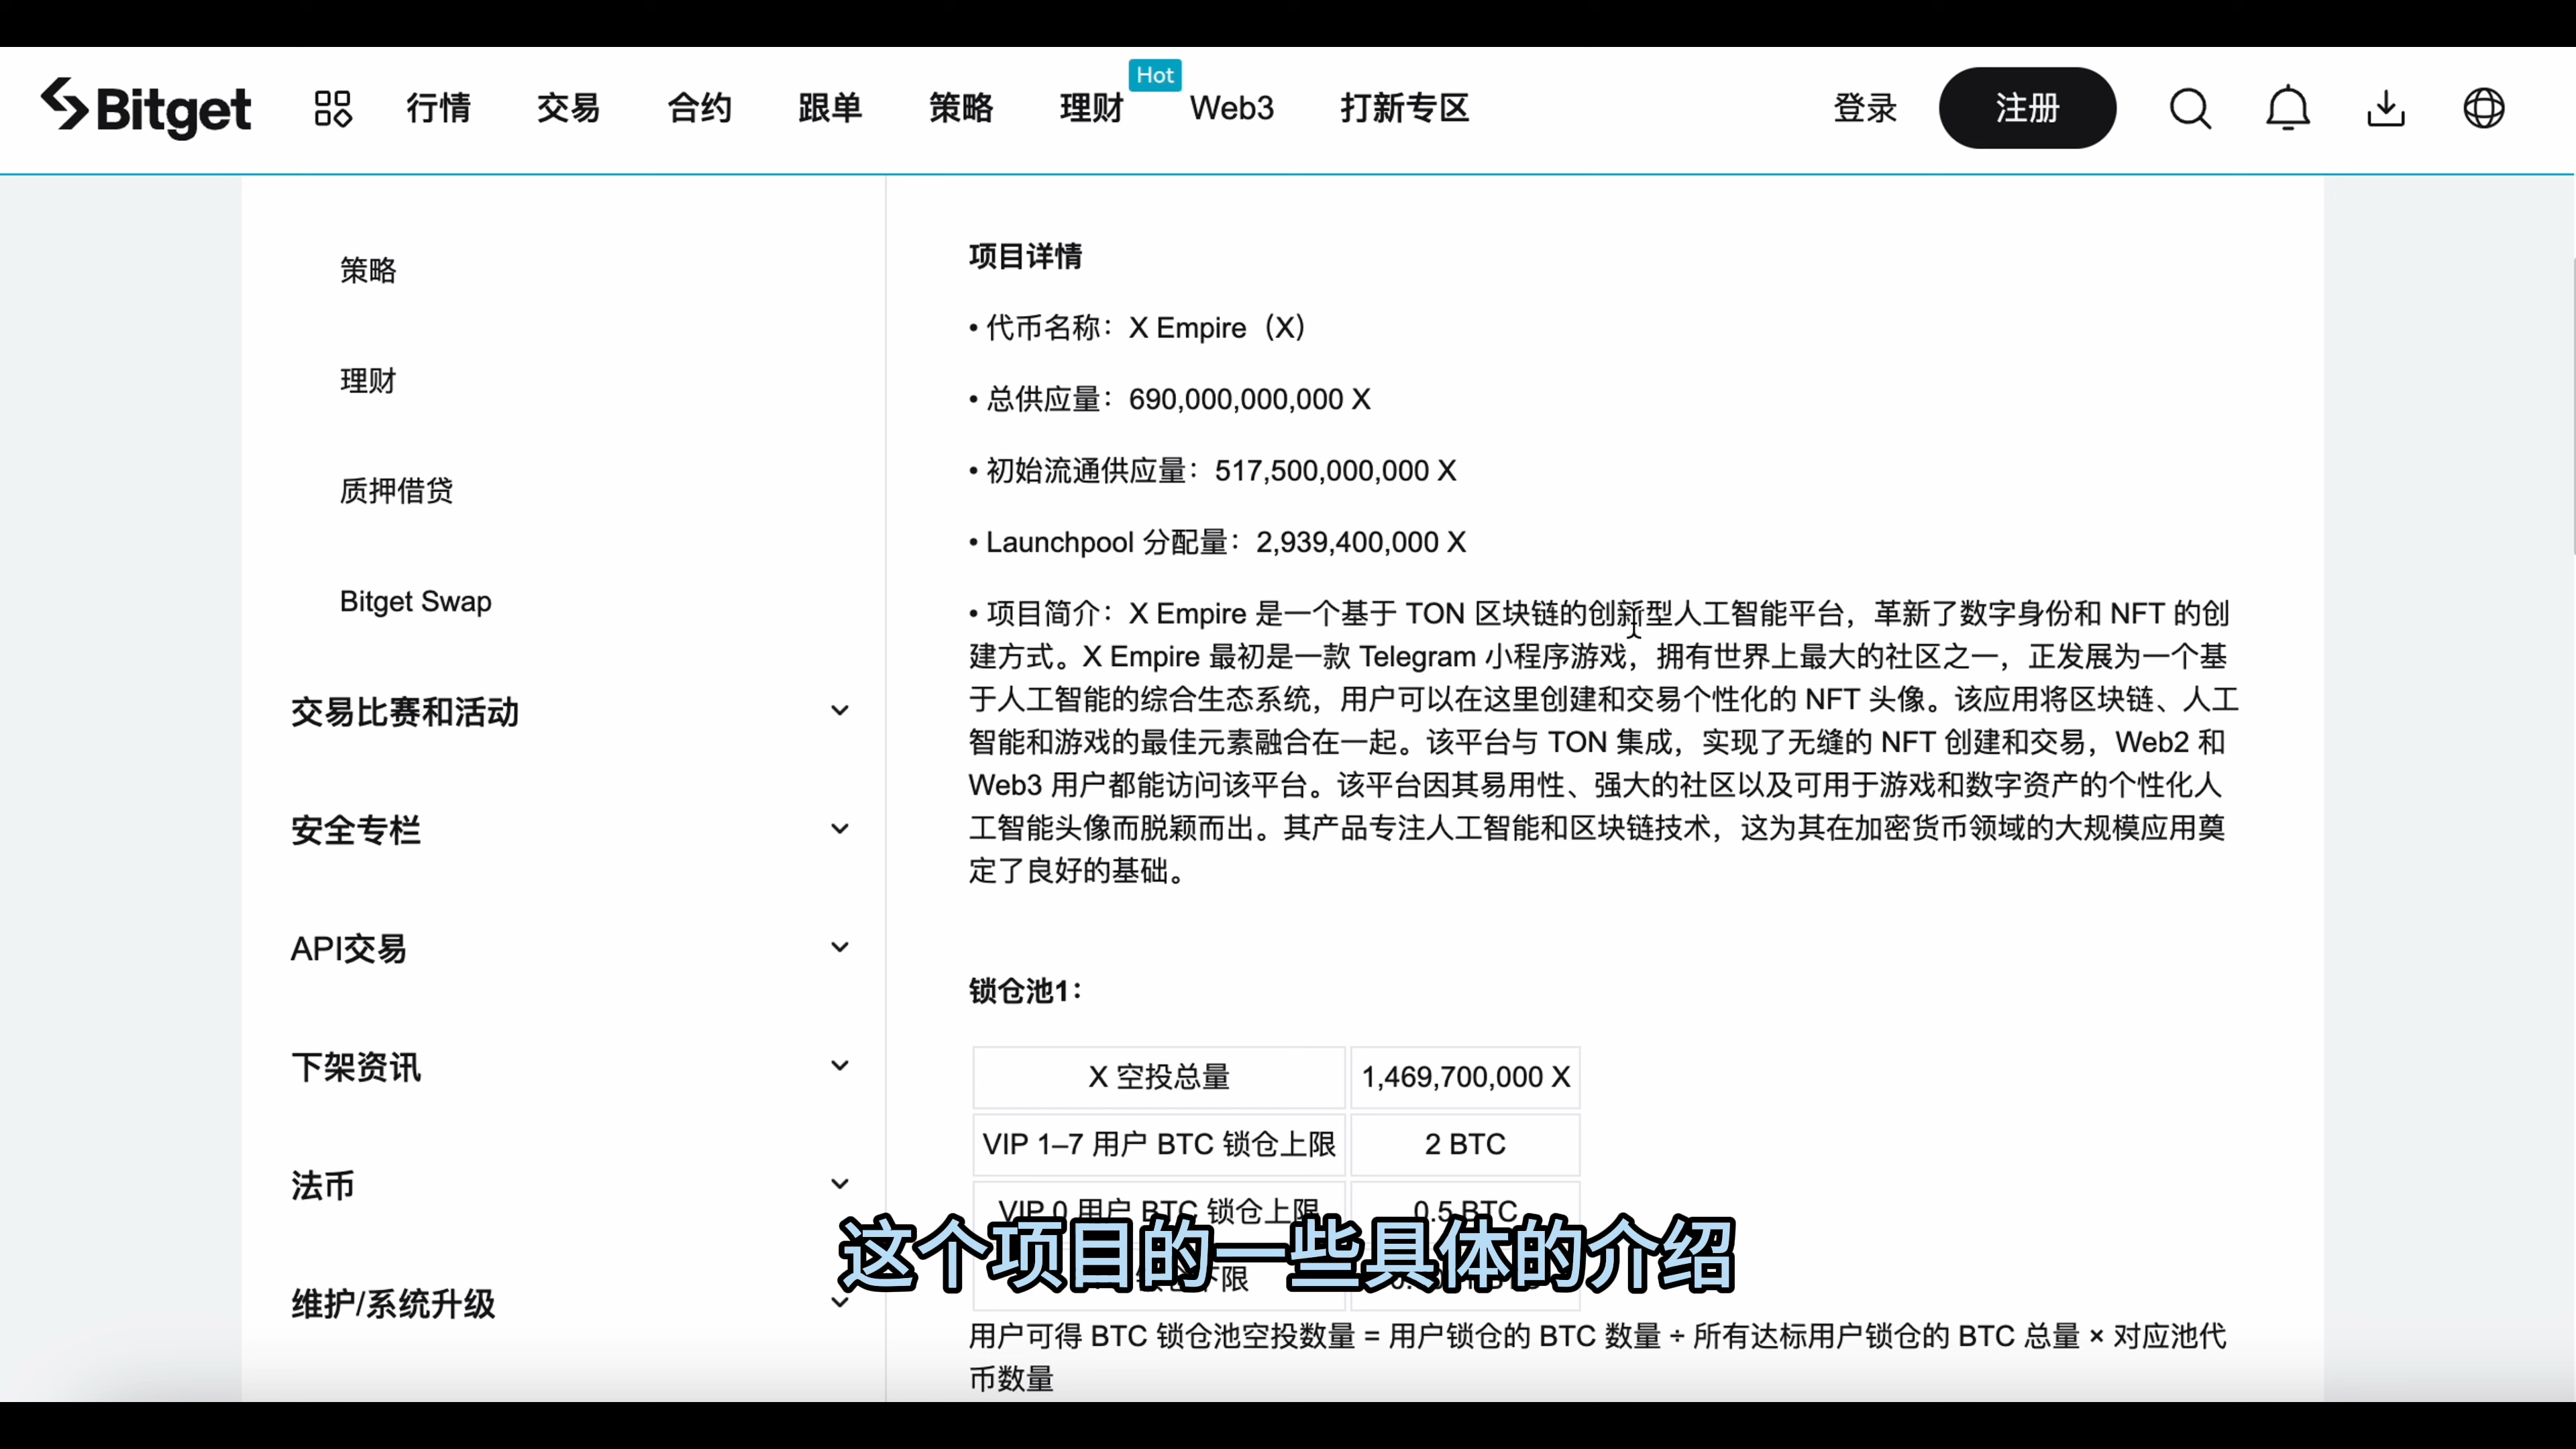 Bitget 行情 交易 合约 跟单 策略 理财 Hot Web3 打新专区 登录 注册
策略
理财
质押借贷
Bitget Swap
交易比赛和活动
安全专栏
API交易
下架资讯
法币
维护/系统升级
项目详情
• 代币名称：X Empire（X）
• 总供应量：690,000,000,000 X
• 初始流通供应量：517,500,000,000 X
• Launchpool 分配量：2,939,400,000 X
• 项目简介：X Empire 是一个基于 TON 区块链的创新型人工智能平台，革新了数字身份和 NFT 的创
建方式。X Empire 最初是一款 Telegram 小程序游戏，拥有世界上最大的社区之一，正发展为一个基
于人工智能的综合生态系统，用户可以在这里创建和交易个性化的 NFT 头像。该应用将区块链、人工
智能和游戏的最佳元素融合在一起。该平台与 TON 集成，实现了无缝的 NFT 创建和交易，Web2 和
Web3 用户都能访问该平台。该平台因其易用性、强大的社区以及可用于游戏和数字资产的个性化人
工智能头像而脱颖而出。其产品专注人工智能和区块链技术，这为其在加密货币领域的大规模应用奠
定了良好的基础。
锁仓池1：
X 空投总量 1,469,700,000 X
VIP 1–7 用户 BTC 锁仓上限 2 BTC
VIP 0 用户 BTC 锁仓上限 0.5 BTC
这个项目的一些具体的介绍
用户可得 BTC 锁仓池空投数量 = 用户锁仓的 BTC 数量 ÷ 所有达标用户锁仓的 BTC 总量 × 对应池代
币数量